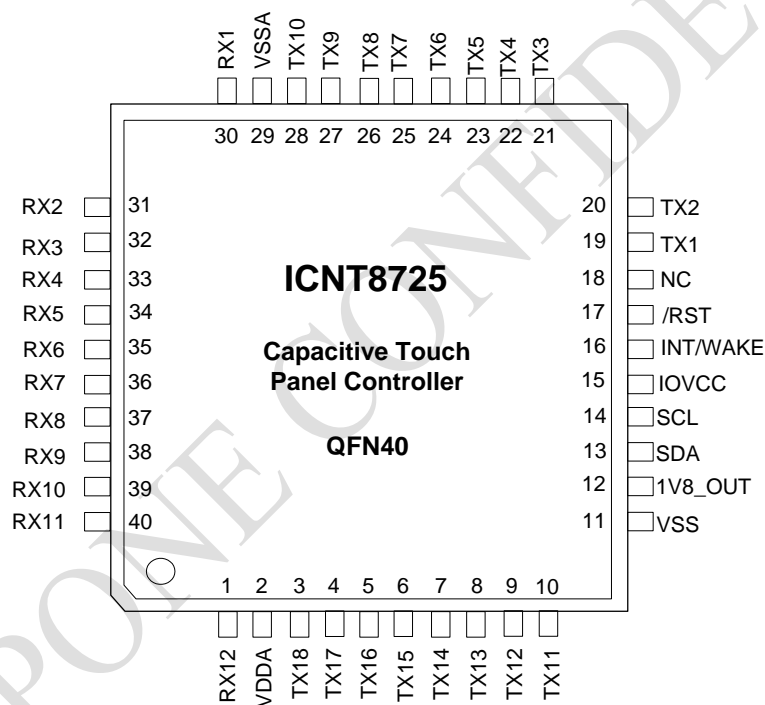 RX1 VSSA TX10 TX9 TX8 TX7 TX6 TX5 TX4 TX3
30 29 28 27 26 25 24 23 22 21
RX2 31 20 TX2
RX3 32 19 TX1
RX4 33 ICNT8725 18 NC
RX5 34 17 /RST
RX6 35 Capacitive Touch 16 INT/WAKE
RX7 36 Panel Controller 15 IOVCC
RX8 37 14 SCL
RX9 38 QFN40 13 SDA
RX10 39 12 1V8_OUT
RX11 40 11 VSS
1 2 3 4 5 6 7 8 9 10
RX12 VDDA TX18 TX17 TX16 TX15 TX14 TX13 TX12 TX11
PONE CONFIDE